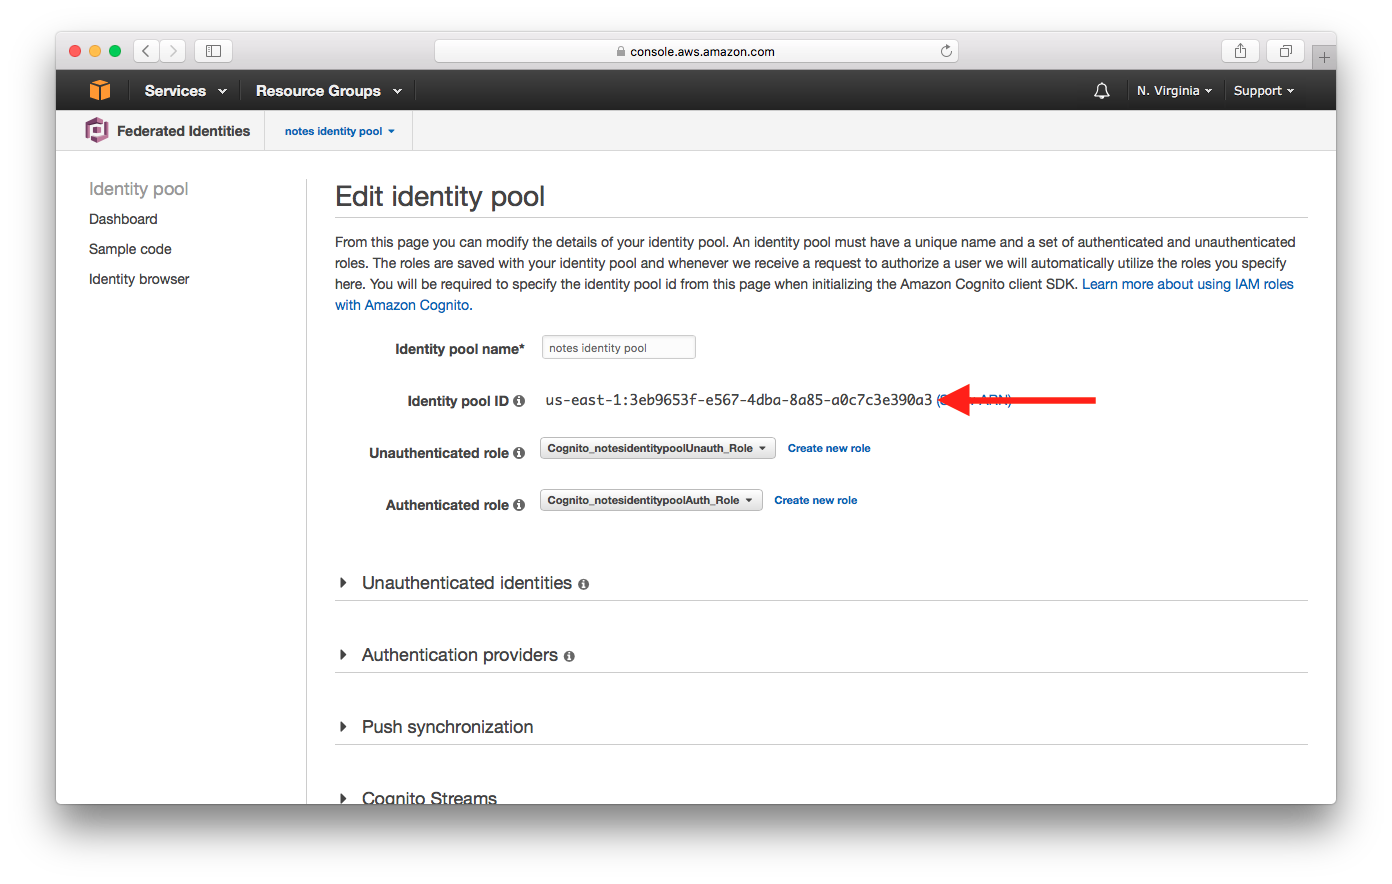 console.aws.amazon.com
Services
Resource Groups
N. Virginia
Support
Federated Identities
notes identity pool
Identity pool
Dashboard
Sample code
Identity browser
Edit identity pool
From this page you can modify the details of your identity pool. An identity pool must have a unique name and a set of authenticated and unauthenticated
roles. The roles are saved with your identity pool and whenever we receive a request to authorize a user we will automatically utilize the roles you specify
here. You will be required to specify the identity pool id from this page when initializing the Amazon Cognito client SDK. Learn more about using IAM roles
with Amazon Cognito.
Identity pool name* notes identity pool
Identity pool ID us-east-1:3eb9653f-e567-4dba-8a85-a0c7c3e390a3 ARN)
Unauthenticated role Cognito_notesidentitypoolUnauth_Role Create new role
Authenticated role Cognito_notesidentitypoolAuth_Role Create new role
Unauthenticated identities
Authentication providers
Push synchronization
Cognito Streams